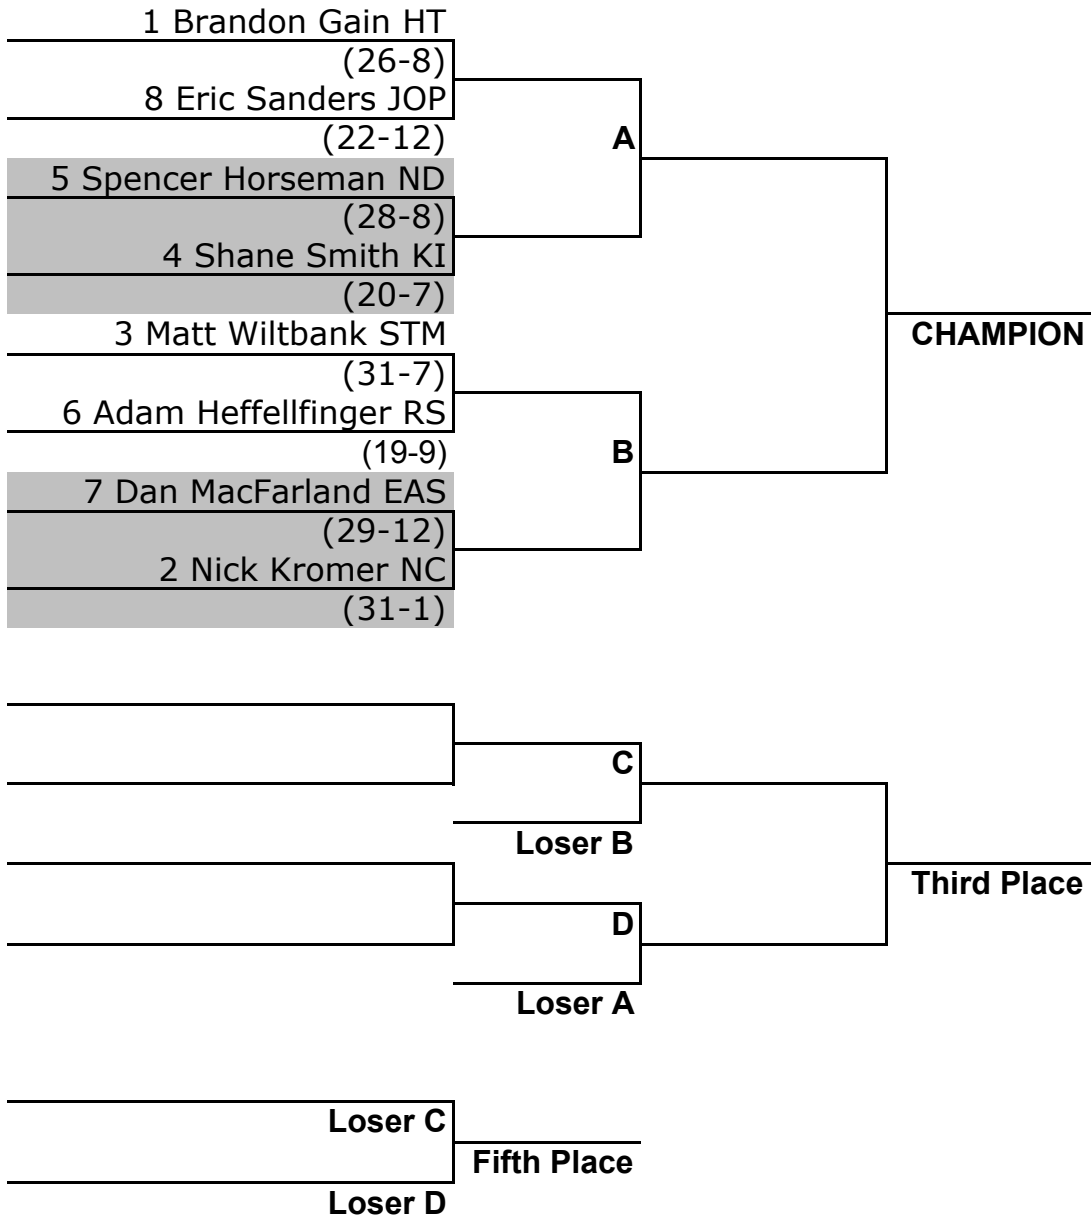 1 Brandon Gain HT
(26-8)
8 Eric Sanders JOP
(22-12)
A
5 Spencer Horseman ND
(28-8)
4 Shane Smith KI
(20-7)
3 Matt Wiltbank STM
CHAMPION
(31-7)
6 Adam Heffellfinger RS
(19-9)
B
7 Dan MacFarland EAS
(29-12)
2 Nick Kromer NC
(31-1)
C
Loser B
Third Place
D
Loser A
Loser C
Fifth Place
Loser D